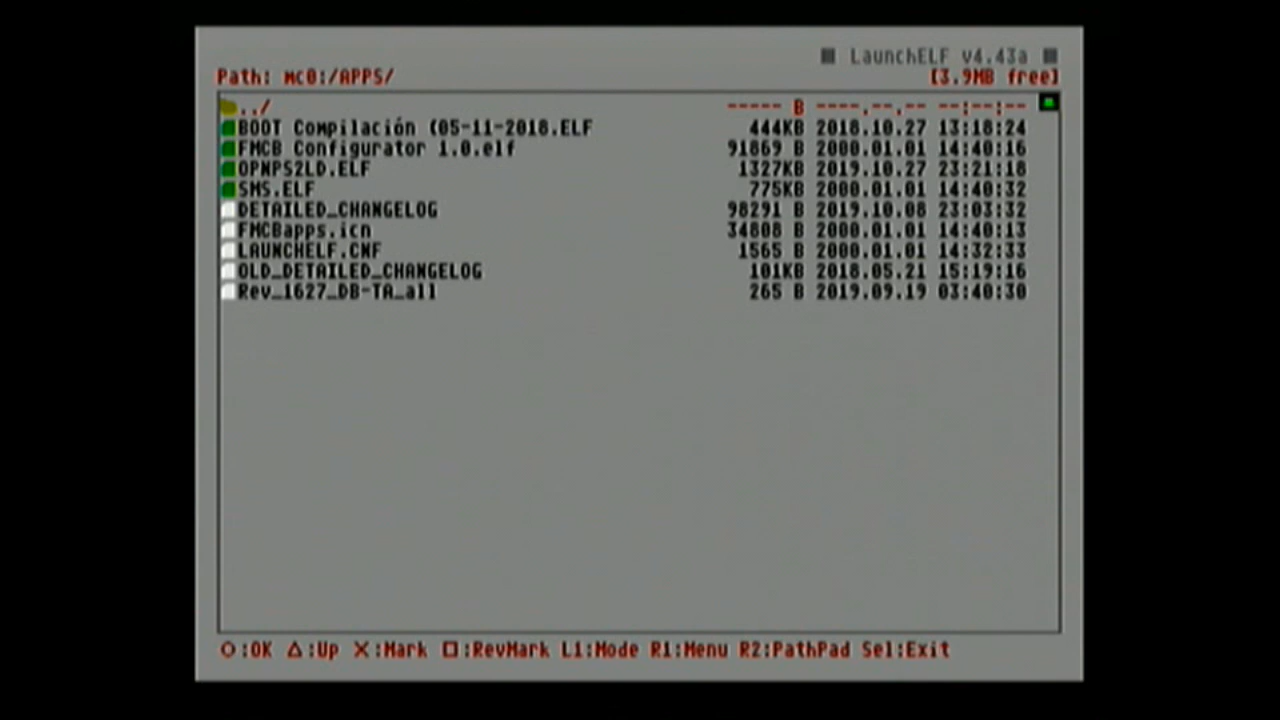 ■ LaunchELF v4.43a ■
Path: mc0:/APPS/ [3.9MB free]
../ ----- B ----.--.-- --:--:--
BOOT Compilación (05-11-2018.ELF 444KB 2018.10.27 13:18:24
FMCB Configurator 1.0.elf 91869 B 2000.01.01 14:40:16
OPNPS2LD.ELF 1327KB 2019.10.27 23:21:18
SMS.ELF 775KB 2000.01.01 14:40:32
DETAILED_CHANGELOG 98291 B 2019.10.08 23:03:32
FMCBapps.icn 34808 B 2000.01.01 14:40:13
LAUNCHELF.CNF 1565 B 2000.01.01 14:32:33
OLD_DETAILED_CHANGELOG 101KB 2018.05.21 15:19:16
Rev_1627_DB-TA_all 265 B 2019.09.19 03:40:30
○:OK △:Up ✕:Mark □:RevMark L1:Mode R1:Menu R2:PathPad Sel:Exit